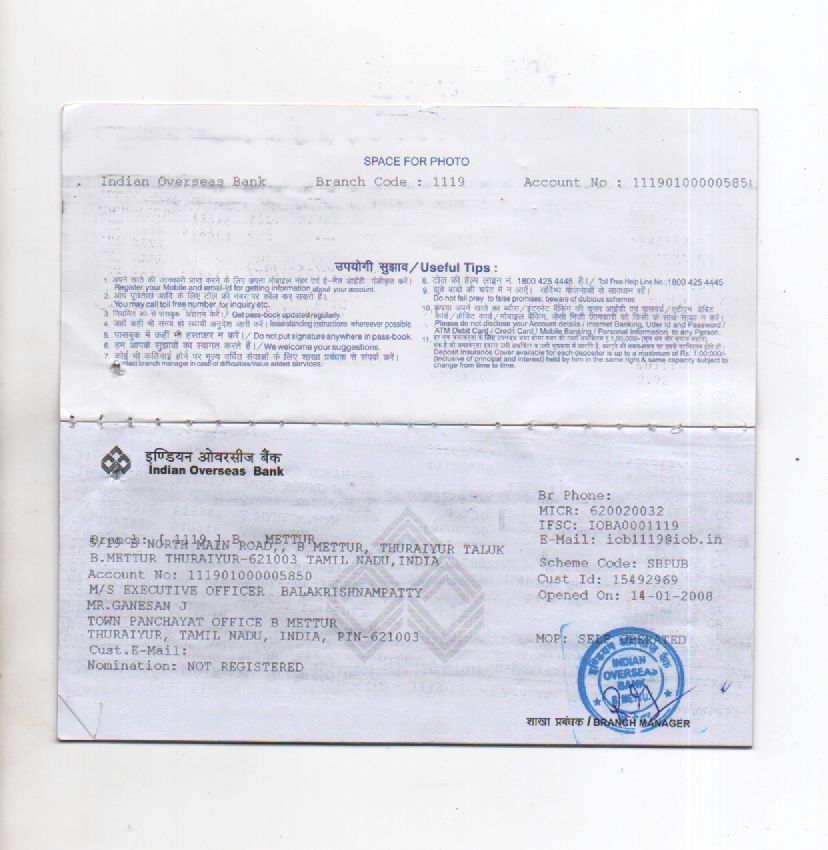 SPACE FOR PHOTO
Indian Overseas Bank Branch Code : 1119 Account No : 111901000005850
उपयोगी सुझाव / Useful Tips :
1. अपने खाते की जानकारी प्राप्त करने के लिए अपना मोबाइल नंबर एवं ई-मेल आईडी पंजीकृत करें।
Register your Mobile and email-Id for getting information about your account.
2. आप पूछताछ आदि के लिए टोल फ्री नंबर पर कॉल कर सकते हैं।
You may call toll free number for inquiry etc.
3. नियमित रूप से पासबुक अद्यतन करें।/ Get pass-book updated regularly.
4. जहाँ कहीं भी संभव हो स्थायी अनुदेश जारी करें। Issue standing instructions whereever possible.
5. पासबुक में कहीं भी हस्ताक्षर न करें।/ Do not put signature anywhere in pass-book.
6. हम आपके सुझावों का स्वागत करते हैं।/ We welcome your suggestions.
7. कोई भी कठिनाई होने पर मूल्य वर्धित सेवाओं के लिए शाखा प्रबंधक से संपर्क करें।
Contact branch manager in case of difficulties/value added services.
8. टोल फ्री हेल्प लाइन नं. 1800 425 4445 है।/ Toll Free Help Line No.:1800 425 4445
9. झूठे वादों की चपेट में न आएँ। संदिग्ध योजनाओं से सावधान रहें।
Do not fall prey to false promises; beware of dubious schemes
10. कृपया अपने खाते का ब्योरा/इंटरनेट बैंकिंग की यूजर आईडी एवं पासवर्ड/एटीएम डेबिट
कार्ड/क्रेडिट कार्ड/मोबाइल बैंकिंग, जैसी निजी जानकारी को किसी के साथ साझा न करें।
Please do not disclose your Account details / Internet Banking, Uder Id and Password /
ATM Debit Card / Credit Card / Mobile Banking / Personal Information to any Person.
11.
Deposit Insurance Cover available for each depositor is up to a maximum of Rs. 1,00,000/-
(inclusive of principal and interest) held by him in the same right & same capacity subject to
change from time to time.
इण्डियन ओवरसीज बैंक
Indian Overseas Bank
Br Phone:
MICR: 620020032
IFSC: IOBA0001119
E-Mail: iob1119@iob.in
Scheme Code: SBPUB
Cust Id: 15492969
Opened On: 14-01-2008
MOP: SELF OPERATED
Branch: ( 1119 ) B. METTUR
5/19 B NORTH MAIN ROAD,, B METTUR, THURAIYUR TALUK
B.METTUR THURAIYUR-621003 TAMIL NADU,INDIA
Account No: 111901000005850
M/S EXECUTIVE OFFICER BALAKRISHNAMPATTY
MR.GANESAN J
TOWN PANCHAYAT OFFICE B METTUR
THURAIYUR, TAMIL NADU, INDIA, PIN-621003
Cust.E-Mail:
Nomination: NOT REGISTERED
इण्डियन ओवरसीज बैंक
INDIAN
OVERSEAS
BANK
B METTUR
शाखा प्रबंधक / BRANCH MANAGER